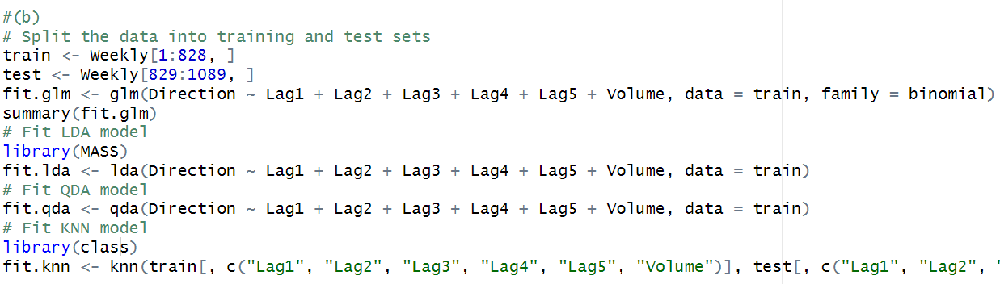 #(b)
# Split the data into training and test sets
train <- Weekly[1:828, ]
test <- Weekly[829:1089, ]
fit.glm <- glm(Direction ~ Lag1 + Lag2 + Lag3 + Lag4 + Lag5 + Volume, data = train, family = binomial)
summary(fit.glm)
# Fit LDA model
library(MASS)
fit.lda <- lda(Direction ~ Lag1 + Lag2 + Lag3 + Lag4 + Lag5 + Volume, data = train)
# Fit QDA model
fit.qda <- qda(Direction ~ Lag1 + Lag2 + Lag3 + Lag4 + Lag5 + Volume, data = train)
# Fit KNN model
library(class)
fit.knn <- knn(train[, c("Lag1", "Lag2", "Lag3", "Lag4", "Lag5", "Volume")], test[, c("Lag1", "Lag2", "